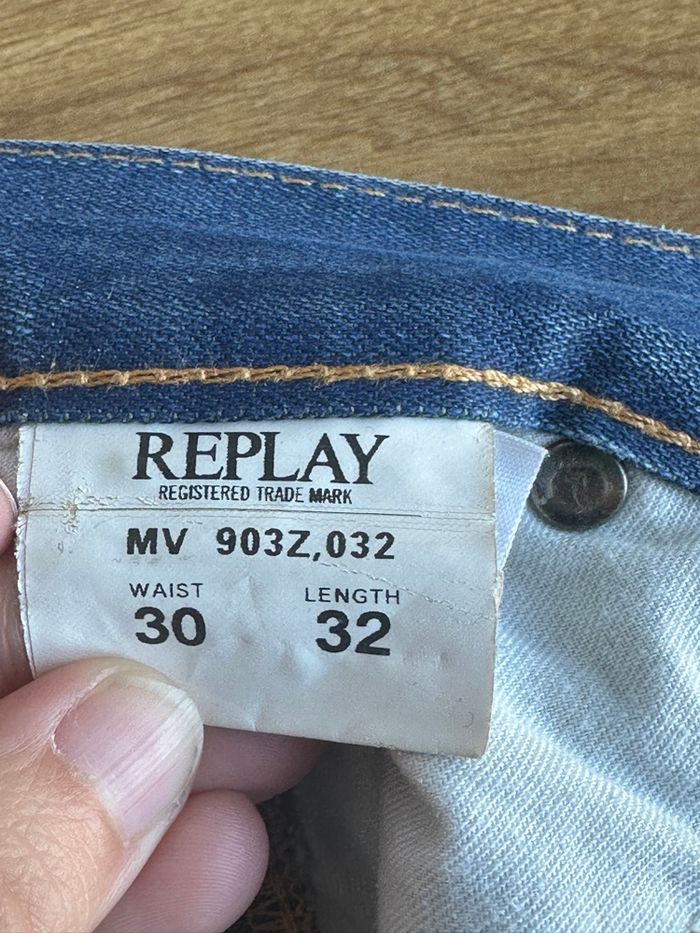 REPLAY
REGISTERED TRADE MARK
MV 903Z,032
WAIST LENGTH
30 32